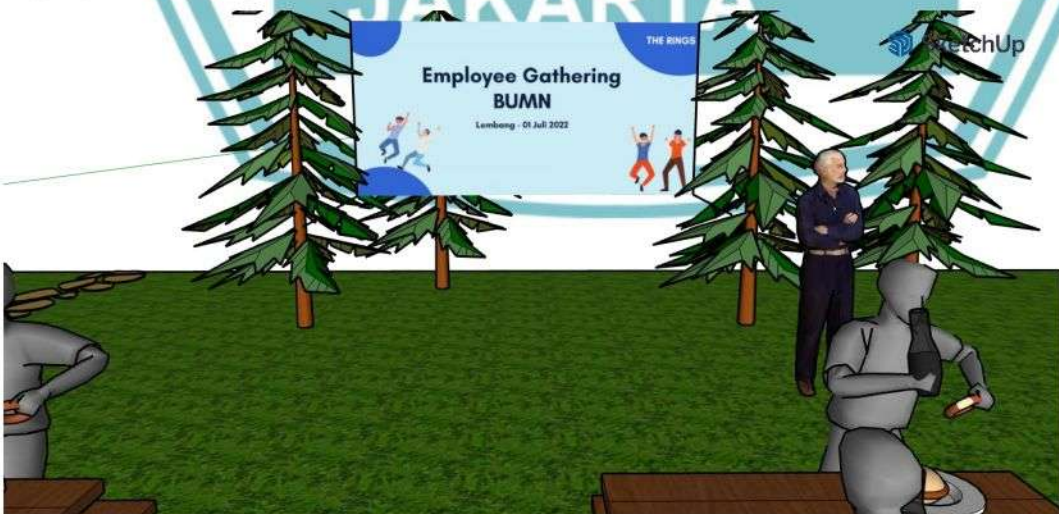 JAKARTA
THE RINGS
SketchUp
Employee Gathering
BUMN
Lembang - 01 Juli 2022